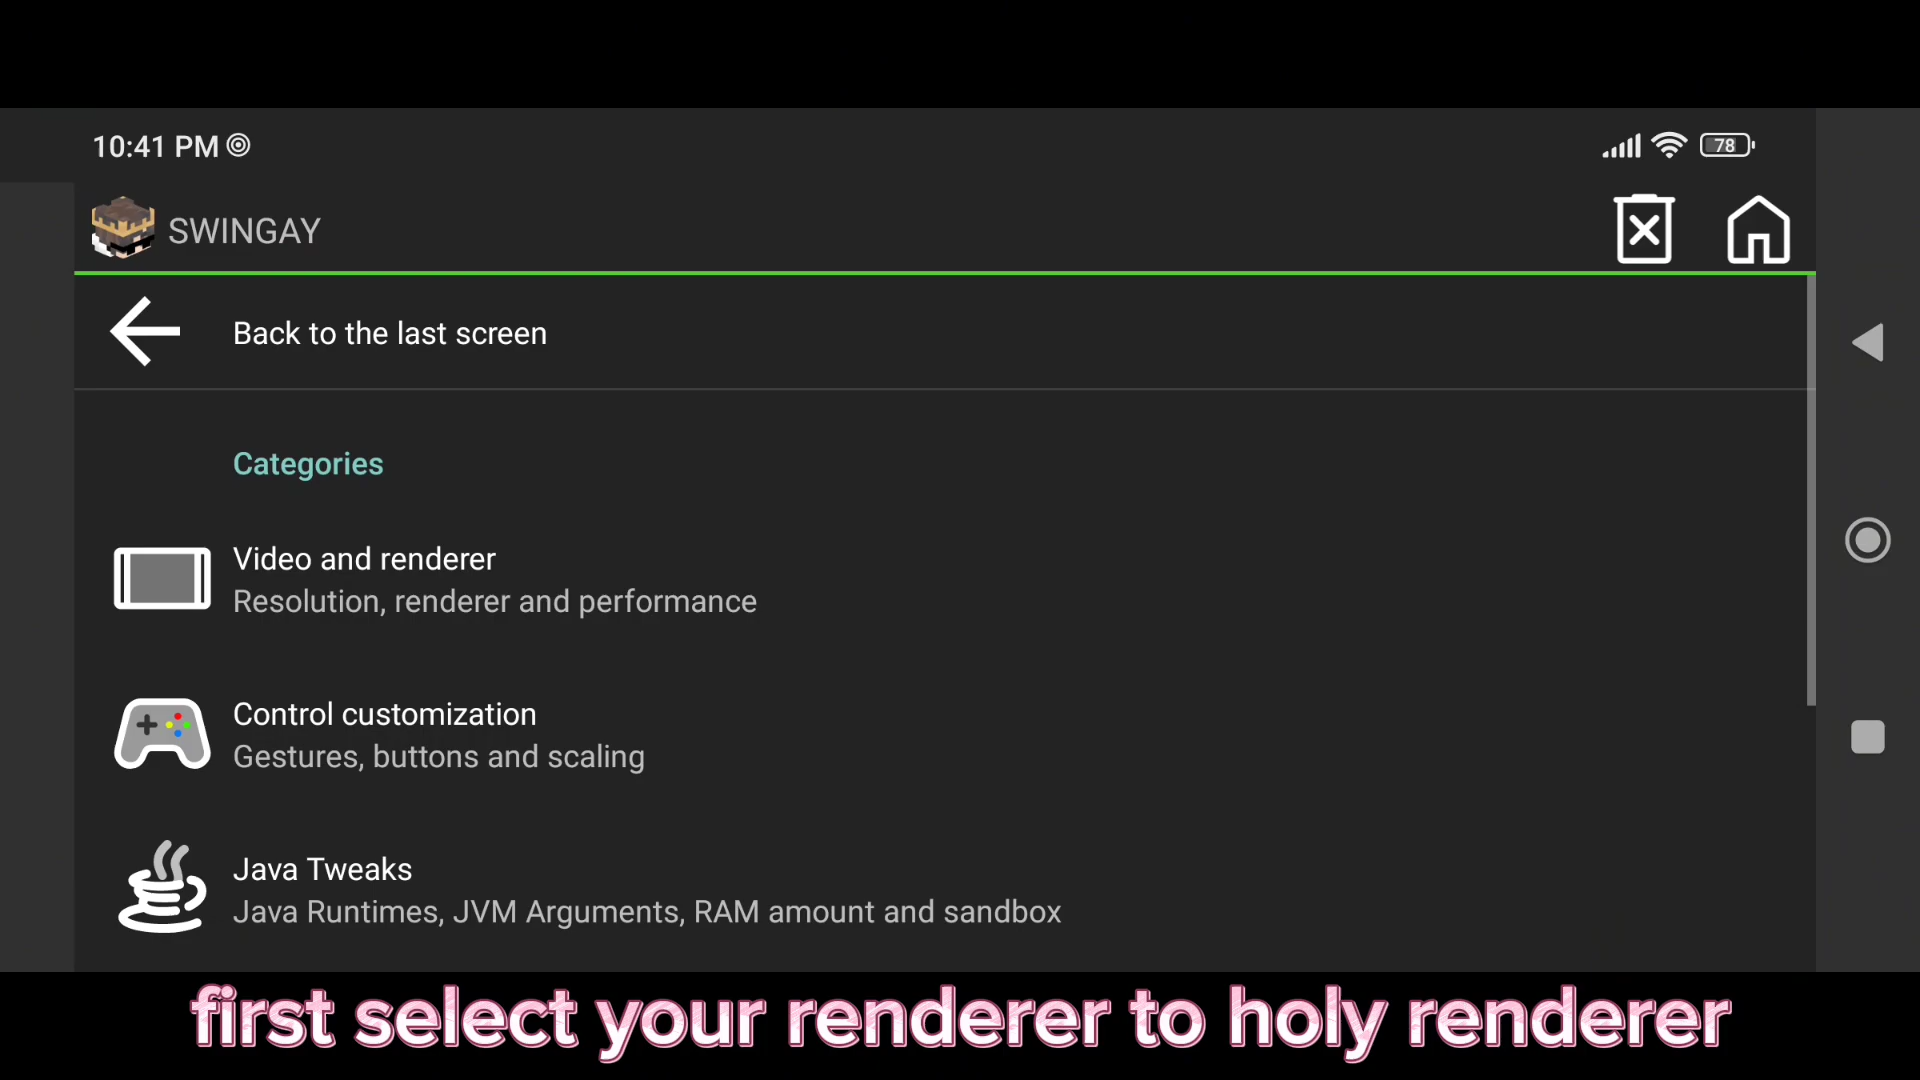 10:41 PM
78
SWINGAY
Back to the last screen
Categories
Video and renderer
Resolution, renderer and performance
Control customization
Gestures, buttons and scaling
Java Tweaks
Java Runtimes, JVM Arguments, RAM amount and sandbox
first select your renderer to holy renderer